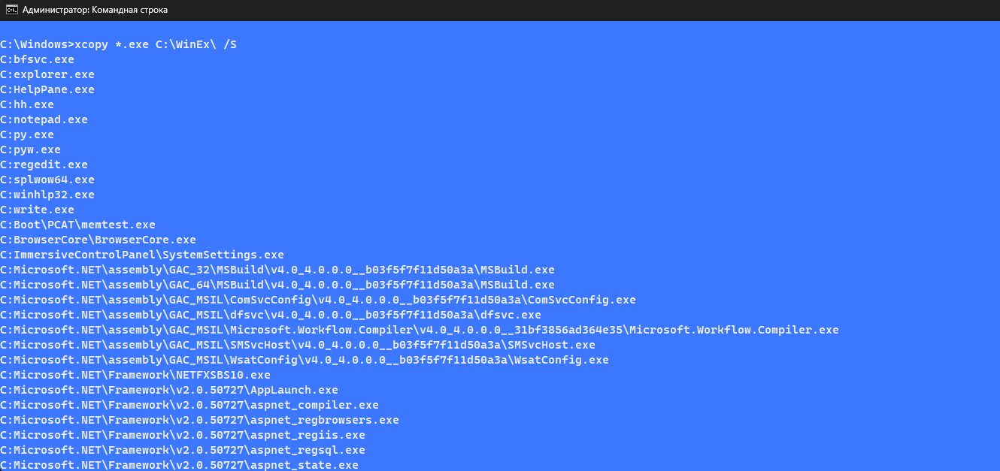 Администратор: Командная строка
C:\Windows>xcopy *.exe C:\WinEx\ /S
C:bfsvc.exe
C:explorer.exe
C:HelpPane.exe
C:hh.exe
C:notepad.exe
C:py.exe
C:pyw.exe
C:regedit.exe
C:splwow64.exe
C:winhlp32.exe
C:write.exe
C:Boot\PCAT\memtest.exe
C:BrowserCore\BrowserCore.exe
C:ImmersiveControlPanel\SystemSettings.exe
C:Microsoft.NET\assembly\GAC_32\MSBuild\v4.0_4.0.0.0__b03f5f7f11d50a3a\MSBuild.exe
C:Microsoft.NET\assembly\GAC_64\MSBuild\v4.0_4.0.0.0__b03f5f7f11d50a3a\MSBuild.exe
C:Microsoft.NET\assembly\GAC_MSIL\ComSvcConfig\v4.0_4.0.0.0__b03f5f7f11d50a3a\ComSvcConfig.exe
C:Microsoft.NET\assembly\GAC_MSIL\dfsvc\v4.0_4.0.0.0__b03f5f7f11d50a3a\dfsvc.exe
C:Microsoft.NET\assembly\GAC_MSIL\Microsoft.Workflow.Compiler\v4.0_4.0.0.0__31bf3856ad364e35\Microsoft.Workflow.Compiler.exe
C:Microsoft.NET\assembly\GAC_MSIL\SMSvcHost\v4.0_4.0.0.0__b03f5f7f11d50a3a\SMSvcHost.exe
C:Microsoft.NET\assembly\GAC_MSIL\WsatConfig\v4.0_4.0.0.0__b03f5f7f11d50a3a\WsatConfig.exe
C:Microsoft.NET\Framework\NETFXSBS10.exe
C:Microsoft.NET\Framework\v2.0.50727\AppLaunch.exe
C:Microsoft.NET\Framework\v2.0.50727\aspnet_compiler.exe
C:Microsoft.NET\Framework\v2.0.50727\aspnet_regbrowsers.exe
C:Microsoft.NET\Framework\v2.0.50727\aspnet_regiis.exe
C:Microsoft.NET\Framework\v2.0.50727\aspnet_regsql.exe
C:Microsoft.NET\Framework\v2.0.50727\aspnet_state.exe